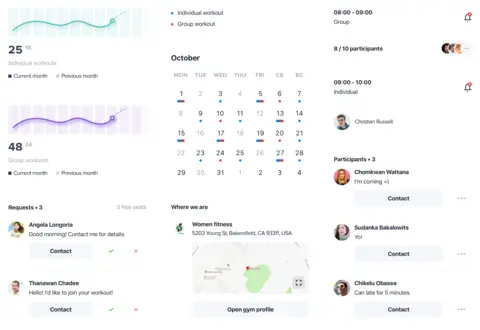 25 16
Individual workouts
Current month Previous month
48 54
Group workouts
Current month Previous month
Requests • 3 3 free seats
Angela Longoria
Good morning! Contact me for details.
Contact
Thanawan Chadee
Hello! I'd like to join your workout!
Contact
Individual workout
Group workout
October
MON TUE WED THU FRI СВ ВС
1 2 3 4 5 6 7
8 9 10 11 12 13 14
15 16 17 18 19 20 21
22 23 24 25 26 27 28
29 30 31 1 2 3 4
Where we are
Women fitness
5203 Young St, Bakersfield, CA 93311, USA
Open gym profile
08:00 - 09:00
Group
8 / 10 participants
09:00 - 10:00
Individual
Christian Russell
Participants • 3
Chomkwan Wattana
I'm coming =)
Contact
Sudanka Bakalowits
Yo!
Contact
Chikelu Obasea
Can late for 5 minutes
Contact